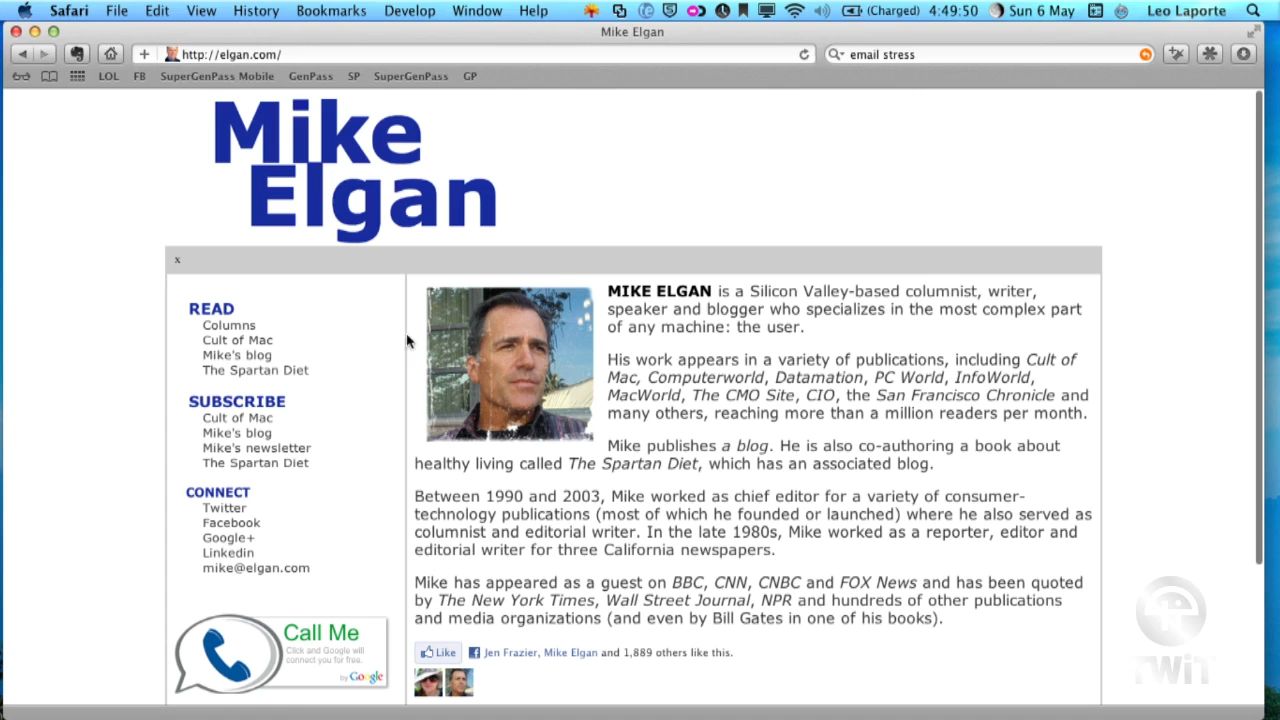 Safari File Edit View History Bookmarks Develop Window Help (Charged) 4:49:50 Sun 6 May Leo Laporte
Mike Elgan
http://elgan.com/ email stress
LOL FB SuperGenPass Mobile GenPass SP SuperGenPass GP
Mike
Elgan
x
READ
Columns
Cult of Mac
Mike's blog
The Spartan Diet
SUBSCRIBE
Cult of Mac
Mike's blog
Mike's newsletter
The Spartan Diet
CONNECT
Twitter
Facebook
Google+
Linkedin
mike@elgan.com
Call Me
Click and Google will
connect you for free.
by Google
MIKE ELGAN is a Silicon Valley-based columnist, writer,
speaker and blogger who specializes in the most complex part
of any machine: the user.
His work appears in a variety of publications, including Cult of
Mac, Computerworld, Datamation, PC World, InfoWorld,
MacWorld, The CMO Site, CIO, the San Francisco Chronicle and
many others, reaching more than a million readers per month.
Mike publishes a blog. He is also co-authoring a book about
healthy living called The Spartan Diet, which has an associated blog.
Between 1990 and 2003, Mike worked as chief editor for a variety of consumer-
technology publications (most of which he founded or launched) where he also served as
columnist and editorial writer. In the late 1980s, Mike worked as a reporter, editor and
editorial writer for three California newspapers.
Mike has appeared as a guest on BBC, CNN, CNBC and FOX News and has been quoted
by The New York Times, Wall Street Journal, NPR and hundreds of other publications
and media organizations (and even by Bill Gates in one of his books).
Like Jen Frazier, Mike Elgan and 1,889 others like this.
TWiT